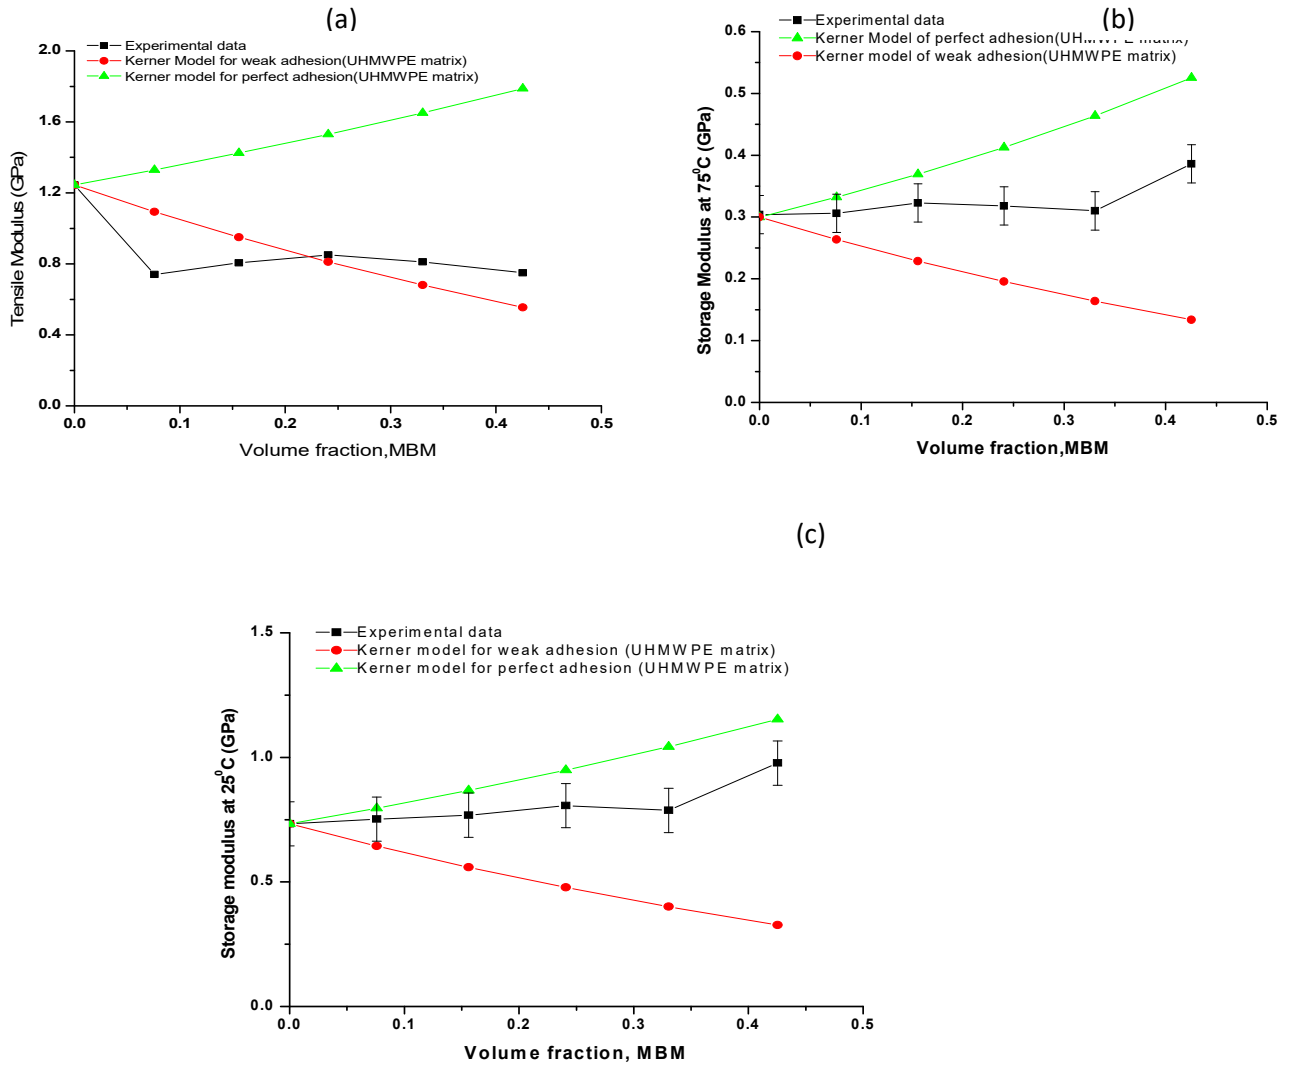 (a)
Experimental data
Kerner Model for weak adhesion(UHMWPE matrix)
Kerner model for perfect adhesion(UHMWPE matrix)
2.0
1.6
1.2
0.8
0.4
0.0
Tensile Modulus (GPa)
0.0 0.1 0.2 0.3 0.4 0.5
Volume fraction,MBM
(b)
Experimental data
Kerner Model of perfect adhesion(UHMWPE matrix)
Kerner model of weak adhesion(UHMWPE matrix)
0.6
0.5
0.4
0.3
0.2
0.1
0.0
Storage Modulus at 75⁰C (GPa)
0.0 0.1 0.2 0.3 0.4 0.5
Volume fraction,MBM
(c)
Experimental data
Kerner model for weak adhesion (UHMWPE matrix)
Kerner model for perfect adhesion (UHMWPE matrix)
1.5
1.0
0.5
0.0
Storage modulus at 25⁰C (GPa)
0.0 0.1 0.2 0.3 0.4 0.5
Volume fraction, MBM